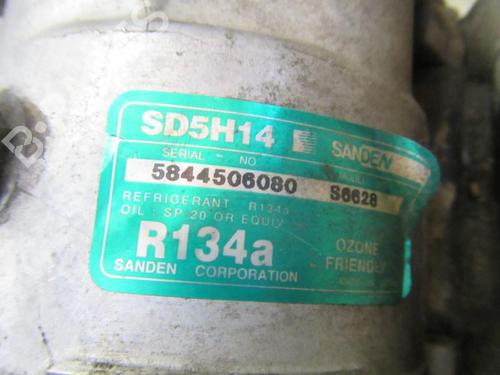 SD5H14 SANDEN
SERIAL NO
5844506080 S6628
REFRIGERANT R134a
OIL : SP 20 OR EQUIV
R134a OZONE
FRIENDLY
SANDEN CORPORATION